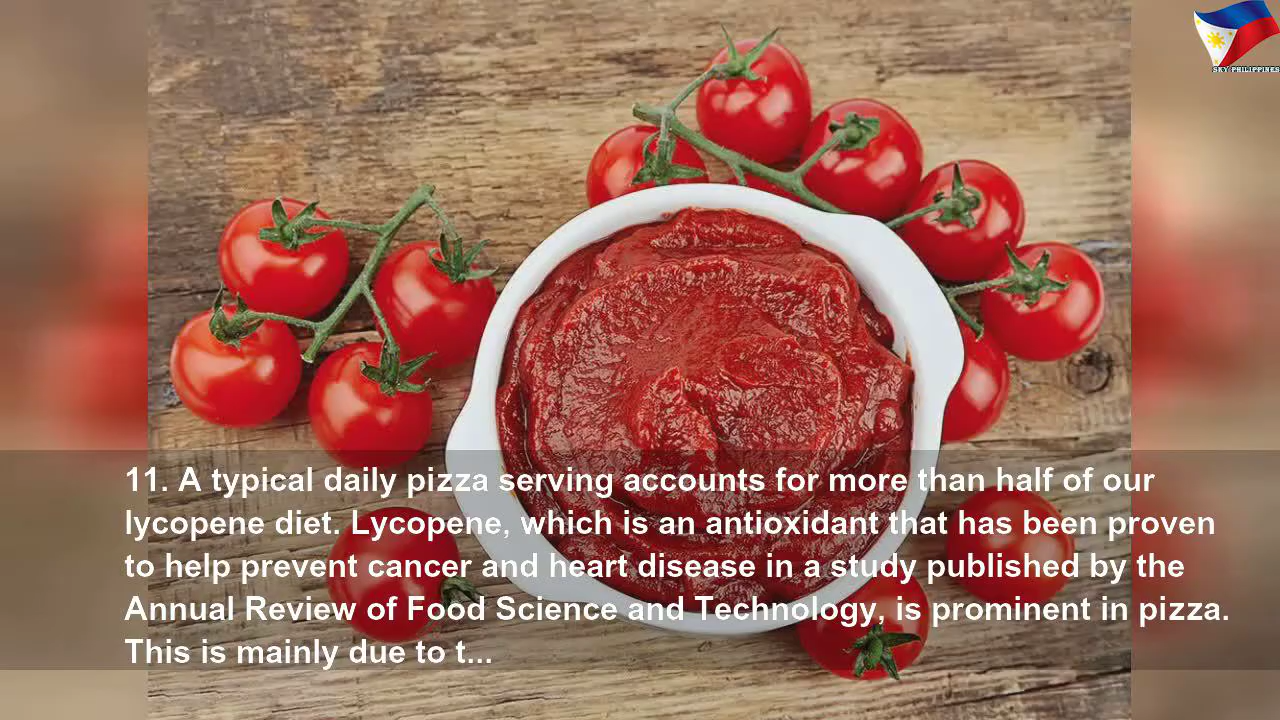 SKY PHILIPPINES
11. A typical daily pizza serving accounts for more than half of our
lycopene diet. Lycopene, which is an antioxidant that has been proven
to help prevent cancer and heart disease in a study published by the
Annual Review of Food Science and Technology, is prominent in pizza.
This is mainly due to t...